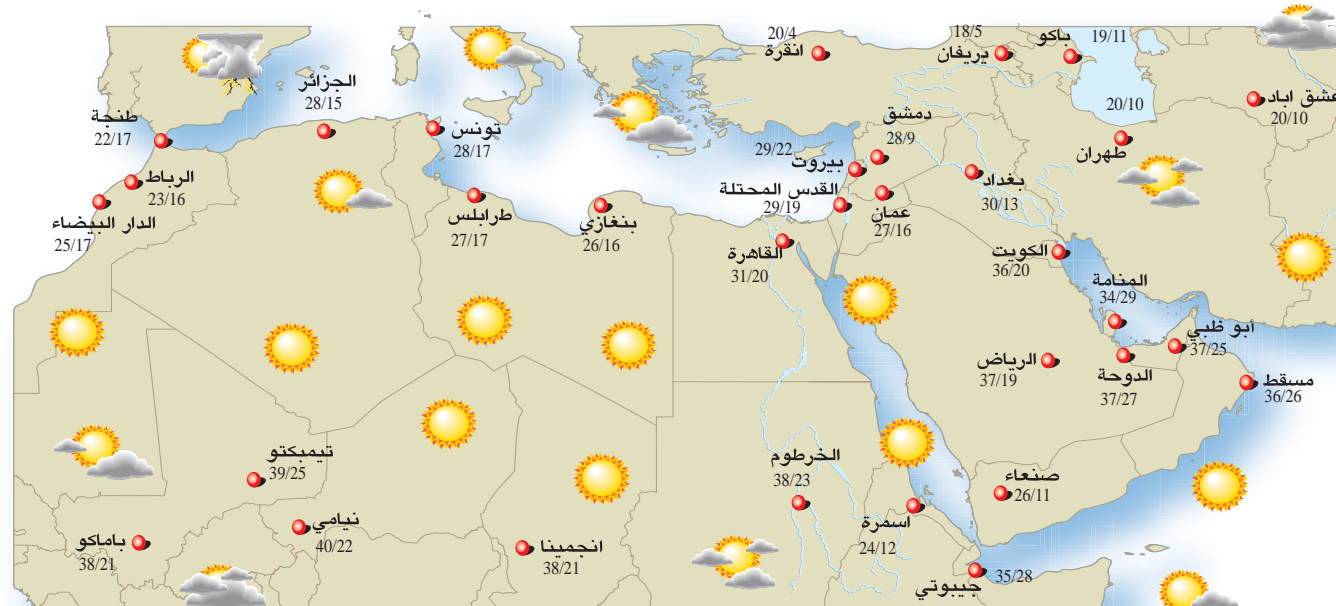 20/4
انقرة
18/5
يريفان
باكو
19/11
20/10
عشق اباد
20/10
طهران
الجزائر
28/15
طنجة
22/17
الرباط
23/16
الدار البيضاء
25/17
تونس
28/17
طرابلس
27/17
بنغازي
26/16
29/22
دمشق
28/9
بيروت
القدس المحتلة
29/19
عمان
27/16
بغداد
30/13
القاهرة
31/20
الكويت
36/20
المنامة
34/29
أبو ظبي
37/25
الرياض
37/19
الدوحة
37/27
مسقط
36/26
تيمبكتو
39/25
نيامي
40/22
باماكو
38/21
انجمينا
38/21
الخرطوم
38/23
اسمرة
24/12
صنعاء
26/11
جيبوتي
35/28